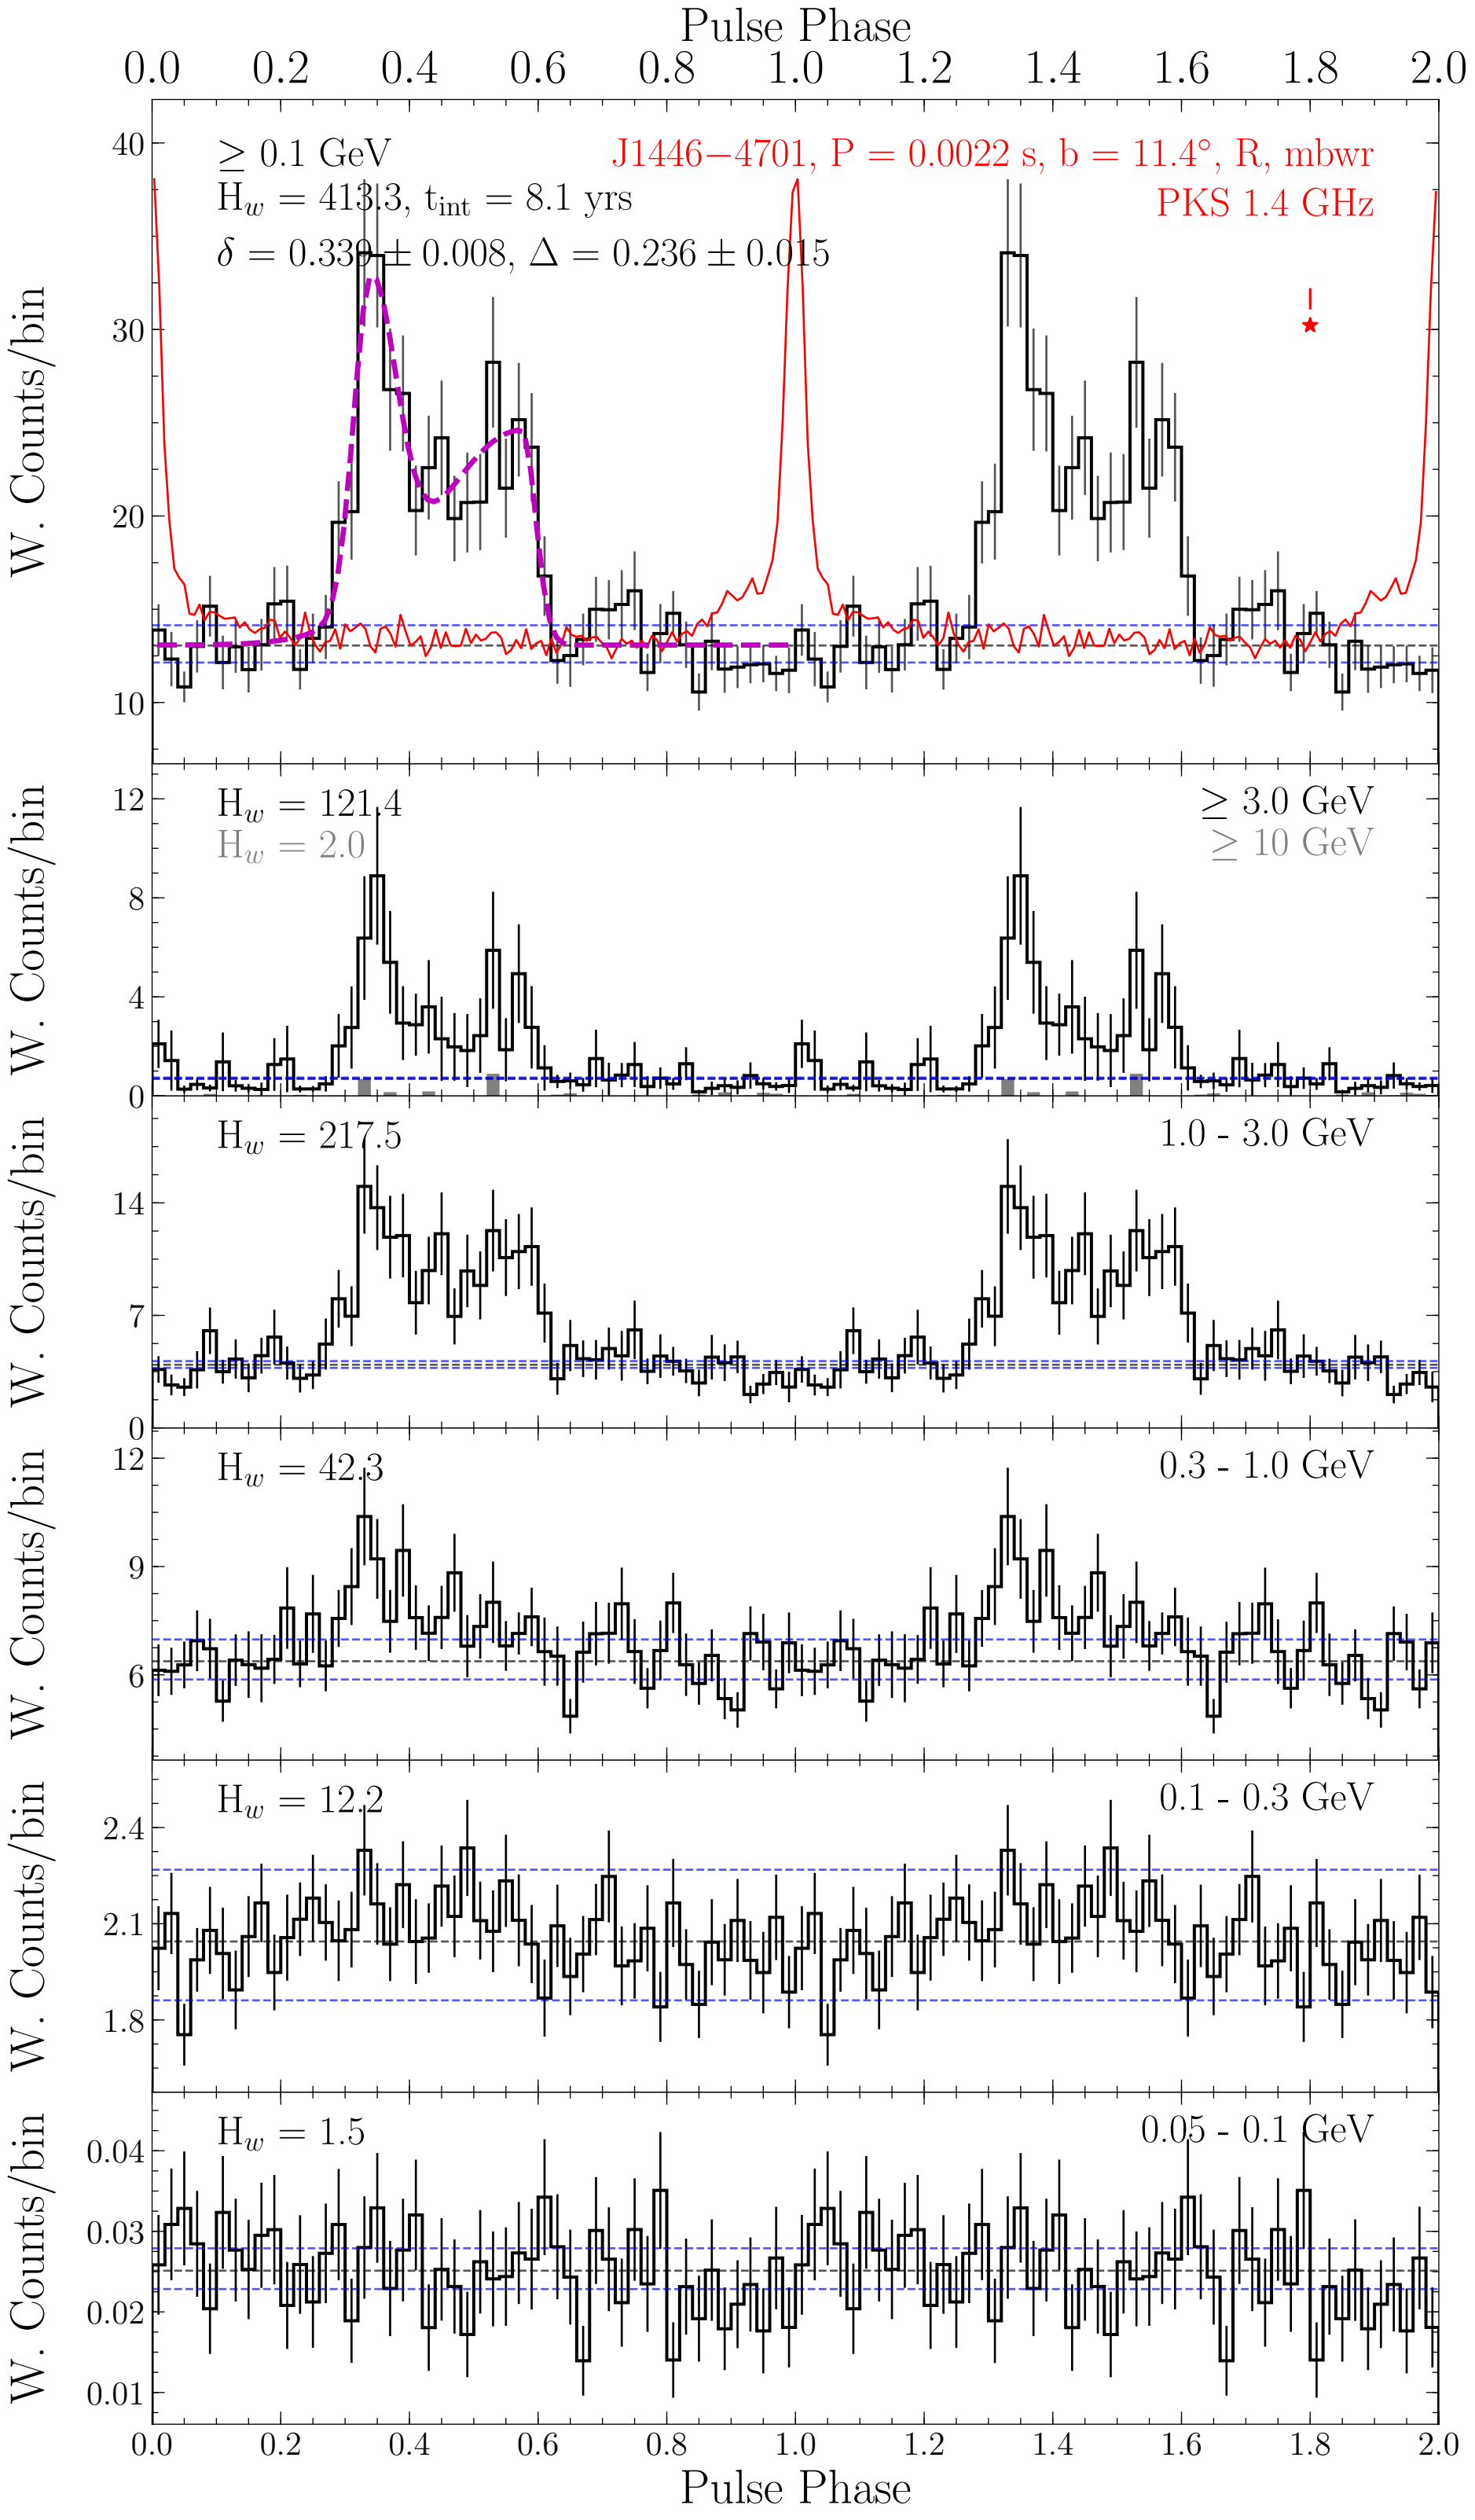 Pulse Phase
0.0 0.2 0.4 0.6 0.8 1.0 1.2 1.4 1.6 1.8 2.0
≥ 0.1 GeV
J1446−4701, P = 0.0022 s, b = 11.4°, R, mbwr
H_w = 413.3, t_int = 8.1 yrs
PKS 1.4 GHz
δ = 0.339 ± 0.008, Δ = 0.236 ± 0.015
W. Counts/bin
40
30
20
10
H_w = 121.4
≥ 3.0 GeV
H_w = 2.0
≥ 10 GeV
W. Counts/bin
12
8
4
0
H_w = 217.5
1.0 - 3.0 GeV
W. Counts/bin
14
7
0
H_w = 42.3
0.3 - 1.0 GeV
W. Counts/bin
12
9
6
H_w = 12.2
0.1 - 0.3 GeV
W. Counts/bin
2.4
2.1
1.8
H_w = 1.5
0.05 - 0.1 GeV
W. Counts/bin
0.04
0.03
0.02
0.01
0.0 0.2 0.4 0.6 0.8 1.0 1.2 1.4 1.6 1.8 2.0
Pulse Phase